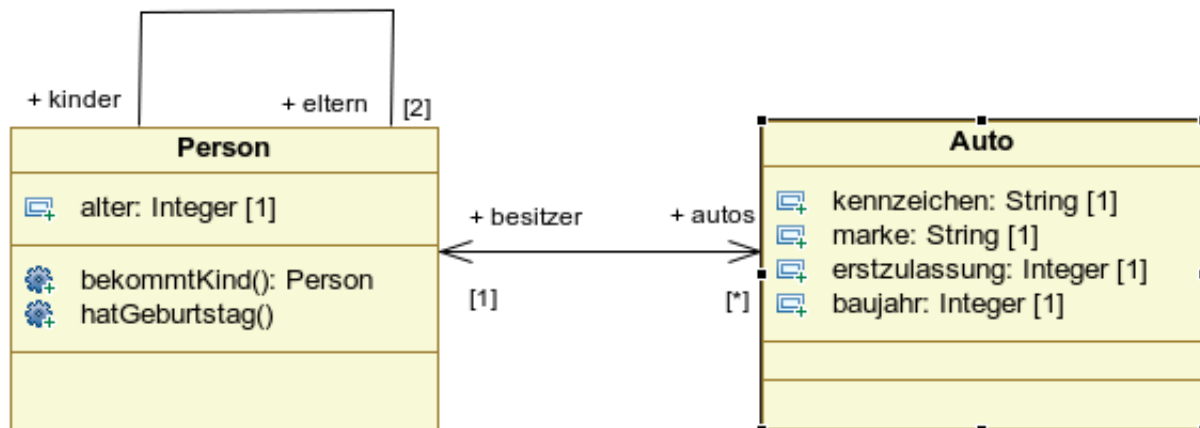 + kinder
+ eltern
[2]
Person
alter: Integer [1]
bekommtKind(): Person
hatGeburtstag()
+ besitzer
+ autos
[1]
[*]
Auto
kennzeichen: String [1]
marke: String [1]
erstzulassung: Integer [1]
baujahr: Integer [1]